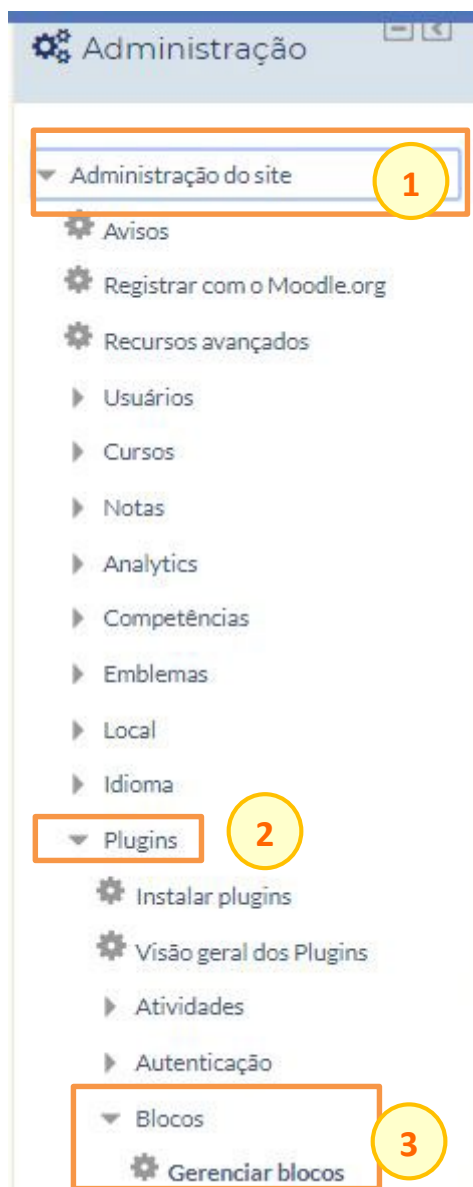 Administração
Administração do site
1
Avisos
Registrar com o Moodle.org
Recursos avançados
Usuários
Cursos
Notas
Analytics
Competências
Emblemas
Local
Idioma
Plugins
2
Instalar plugins
Visão geral dos Plugins
Atividades
Autenticação
Blocos
3
Gerenciar blocos